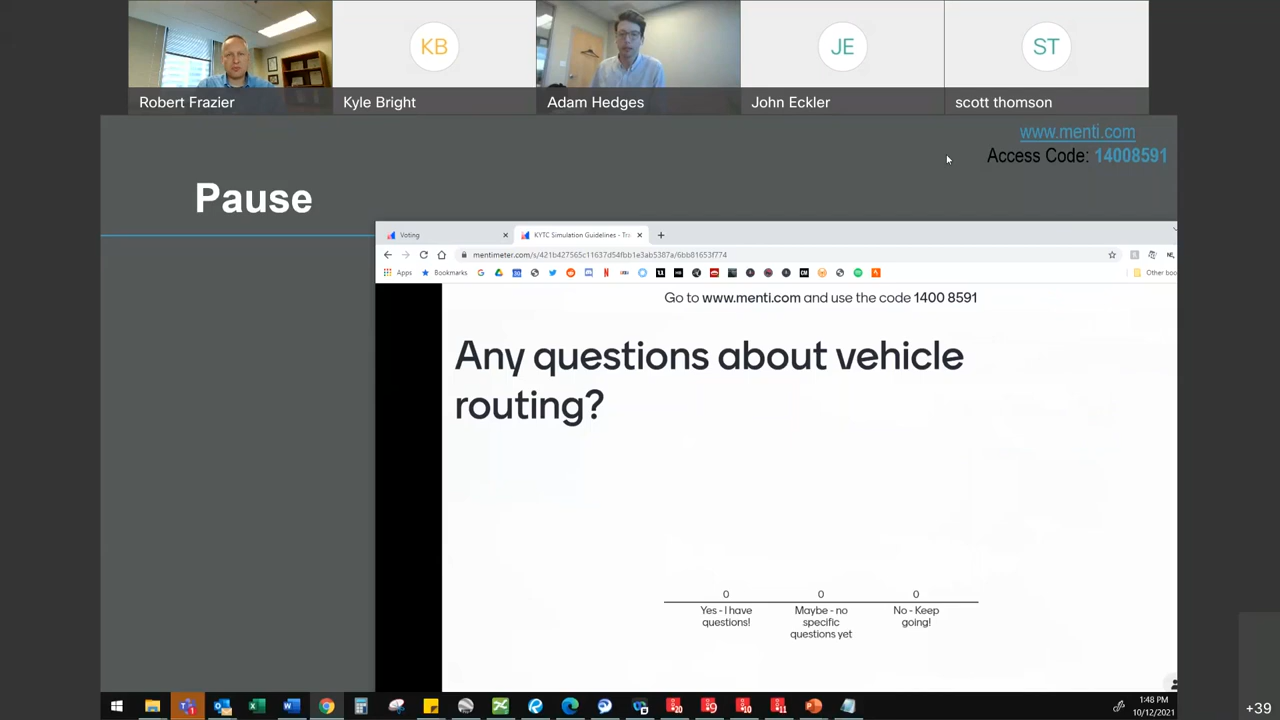 KB
JE
ST
Robert Frazier
Kyle Bright
Adam Hedges
John Eckler
scott thomson
www.menti.com
Access Code: 14008591
Pause
Voting
KYTC Simulation Guidelines - Tra
mentimeter.com/s/421b427565c11637d54fbb1e3ab5387a/6bb81653f774
Apps
Bookmarks
Other boo
Go to www.menti.com and use the code 1400 8591
Any questions about vehicle
routing?
0
0
0
Yes - I have
questions!
Maybe - no
specific
questions yet
No - Keep
going!
1:48 PM
10/12/2021
+39